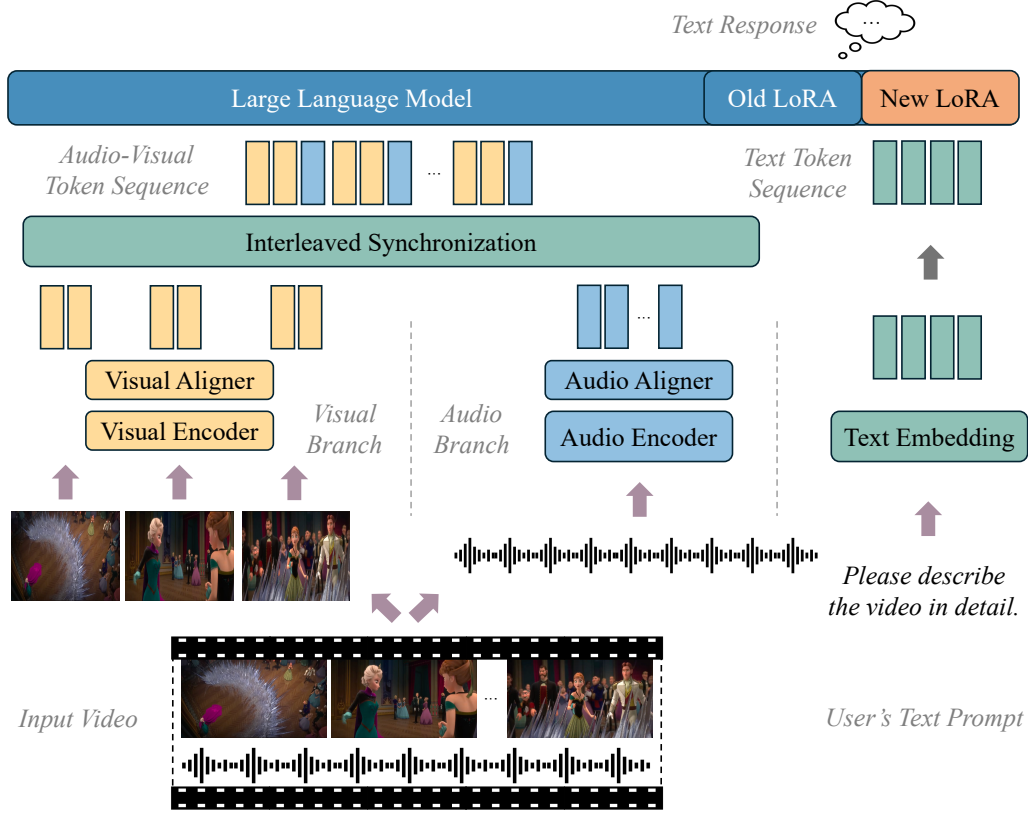 Text Response
...
Large Language Model
Old LoRA
New LoRA
Audio-Visual
Token Sequence
...
Text Token
Sequence
Interleaved Synchronization
...
Visual Aligner
Visual Encoder
Visual
Branch
Audio
Branch
Audio Aligner
Audio Encoder
Text Embedding
Please describe
the video in detail.
Input Video
...
User's Text Prompt